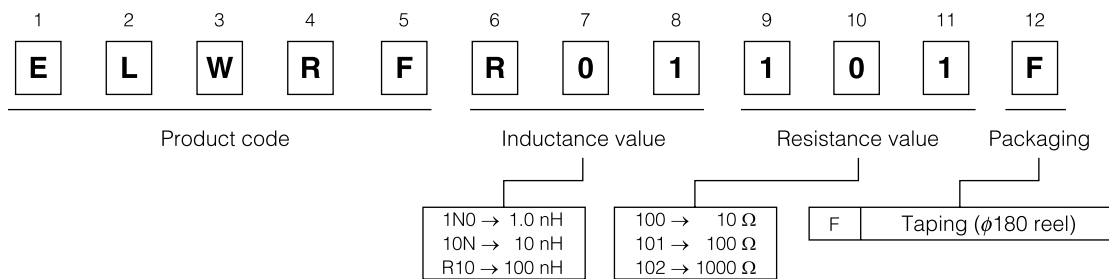 1 2 3 4 5 6 7 8 9 10 11 12
E L W R F R 0 1 1 0 1 F
Product code Inductance value Resistance value Packaging
1N0 → 1.0 nH
10N → 10 nH
R10 → 100 nH
100 → 10 Ω
101 → 100 Ω
102 → 1000 Ω
F Taping (ϕ180 reel)